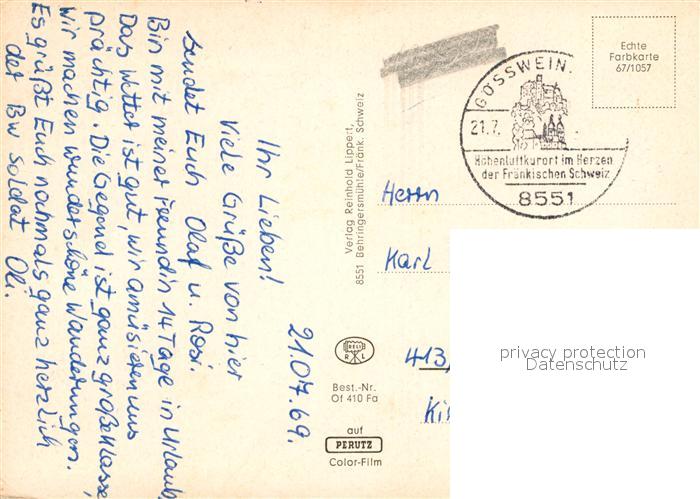 21.07.69.
Ihr Lieben!
Viele Grüße von hier
sendet Euch Olaf u. Rosi.
Bin mit meiner Freundin 14 Tage in Urlaub,
Das Wetter ist gut, wir amüsieren uns
prächtig. Die Gegend ist ganz große Klasse,
wir machen wunderschöne Wanderungen.
Es grüßt Euch nochmals ganz herzlich
der Bw Soldat Oli.
Verlag Reinhold Lippert,
8551 Behringersmühle/Fränk. Schweiz
RELI
R L
Best.-Nr.
Of 410 Fa
auf
PERUTZ
Color-Film
Echte
Farbkarte
67/1057
GÖSSWEIN
21.7.
Höhenluftkurort im Herzen
der Fränkischen Schweiz
8551
Herrn
Karl
413
privacy protection
Datenschutz